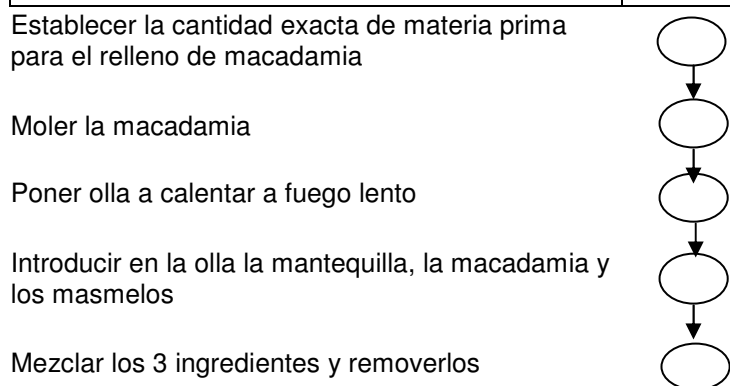 Establecer la cantidad exacta de materia prima
para el relleno de macadamia
Moler la macadamia
Poner olla a calentar a fuego lento
Introducir en la olla la mantequilla, la macadamia y
los masmelos
Mezclar los 3 ingredientes y removerlos